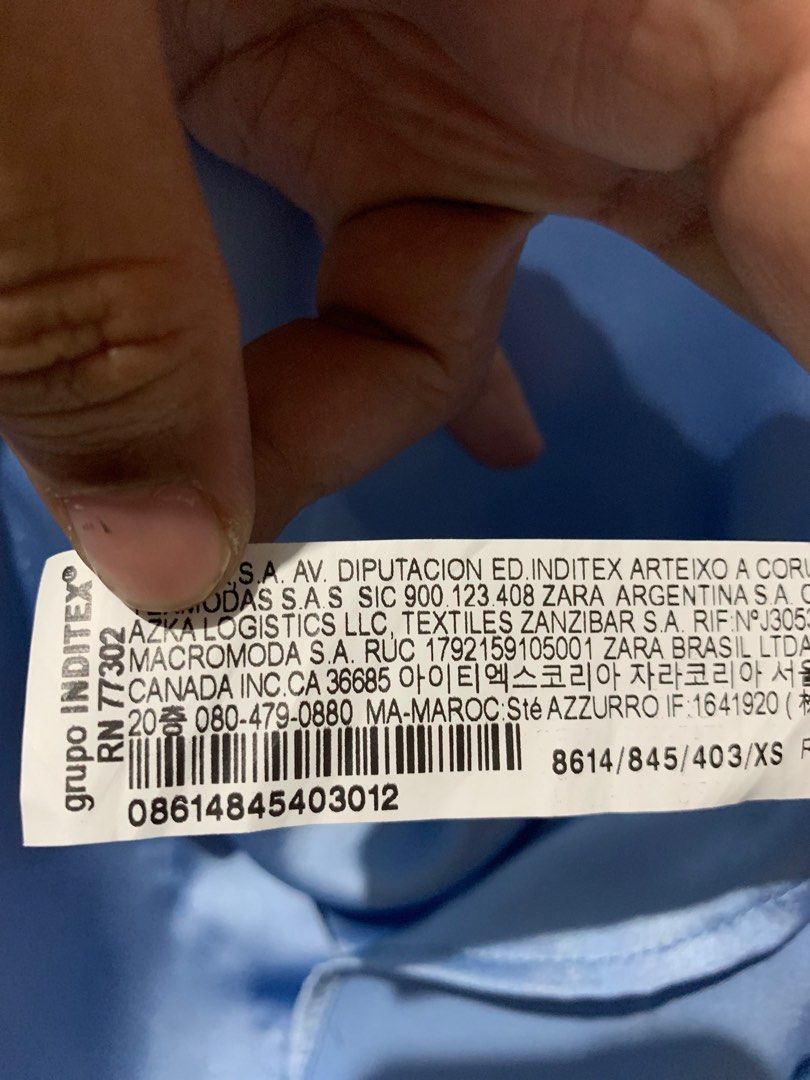 grupo INDITEX®
RN 77302
S.A. AV. DIPUTACION ED.INDITEX ARTEIXO A CORU
S.A.S SIC 900.123.408 ZARA ARGENTINA S.A. C
AZKA LOGISTICS LLC, TEXTILES ZANZIBAR S.A. RIF:NºJ3053
MACROMODA S.A. RUC 1792159105001 ZARA BRASIL LTDA
CANADA INC.CA 36685 아이티엑스코리아 자라코리아 서울
20층 080-479-0880 MA-MAROC:Sté AZZURRO IF:1641920 (
8614/845/403/XS
08614845403012